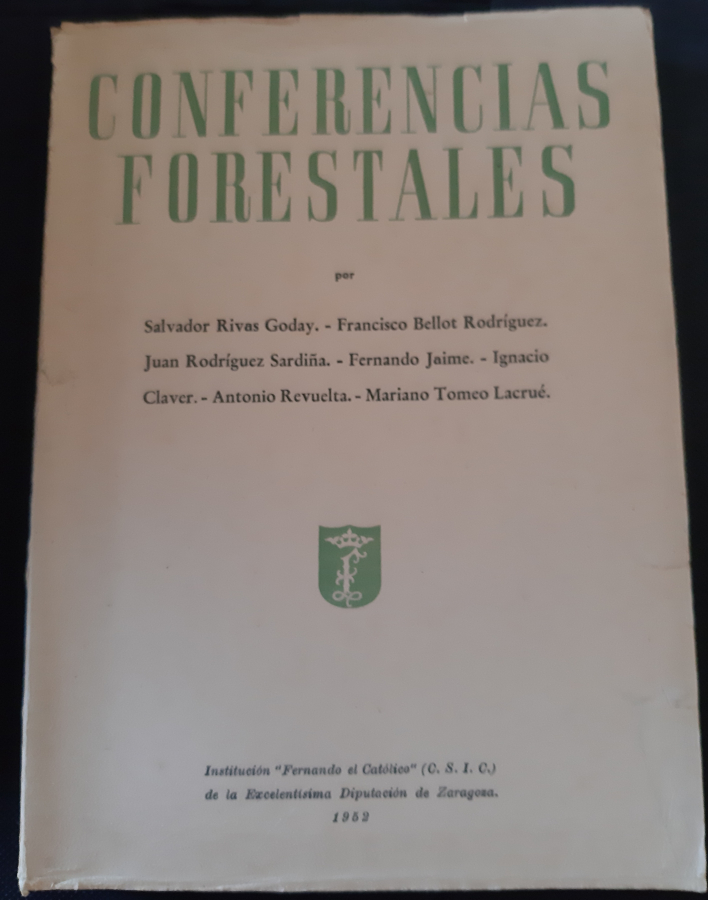 CONFERENCIAS
FORESTALES
por
Salvador Rivas Goday. - Francisco Bellot Rodríguez.
Juan Rodríguez Sardiña. - Fernando Jaime. - Ignacio
Claver. - Antonio Revuelta. - Mariano Tomeo Lacrué.
Institución "Fernando el Católico" (C. S. I. C.)
de la Excelentísima Diputación de Zaragoza.
1952